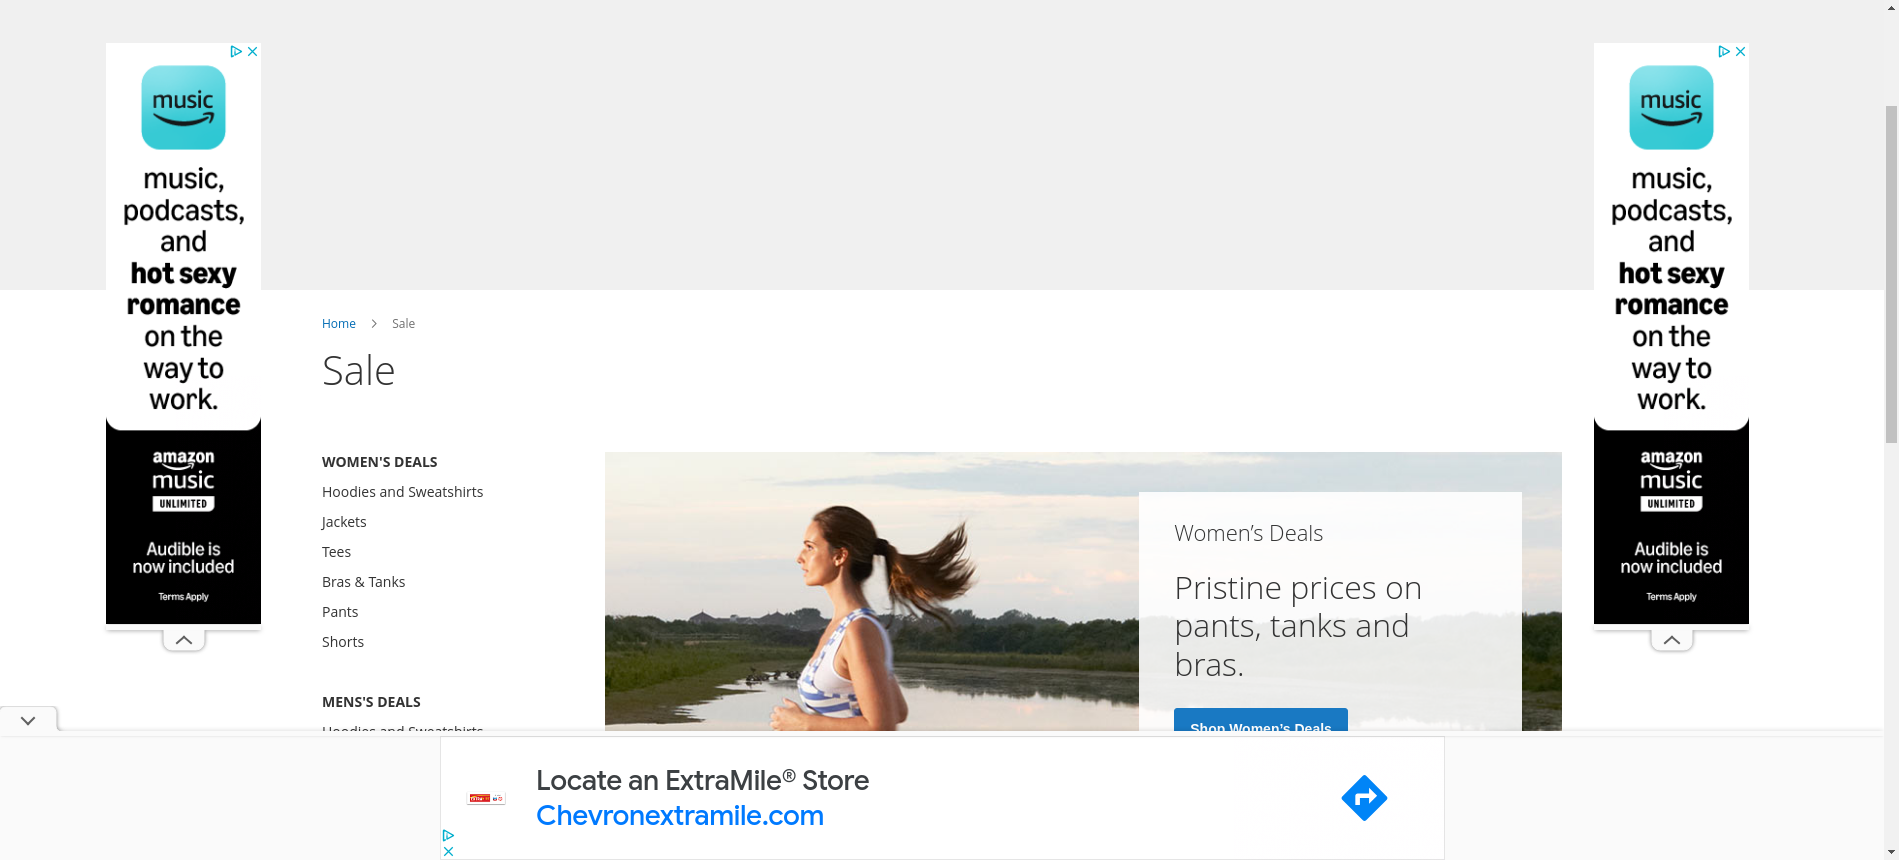 music
music,
podcasts,
and
hot sexy
romance
on the
way to
work.
amazon
music
UNLIMITED
Audible is
now included
Terms Apply
Home > Sale
Sale
WOMEN'S DEALS
Hoodies and Sweatshirts
Jackets
Tees
Bras & Tanks
Pants
Shorts
MENS'S DEALS
Hoodies and Sweatshirts
Women’s Deals
Pristine prices on
pants, tanks and
bras.
Shop Women’s Deals
music
music,
podcasts,
and
hot sexy
romance
on the
way to
work.
amazon
music
UNLIMITED
Audible is
now included
Terms Apply
Locate an ExtraMile® Store
Chevronextramile.com